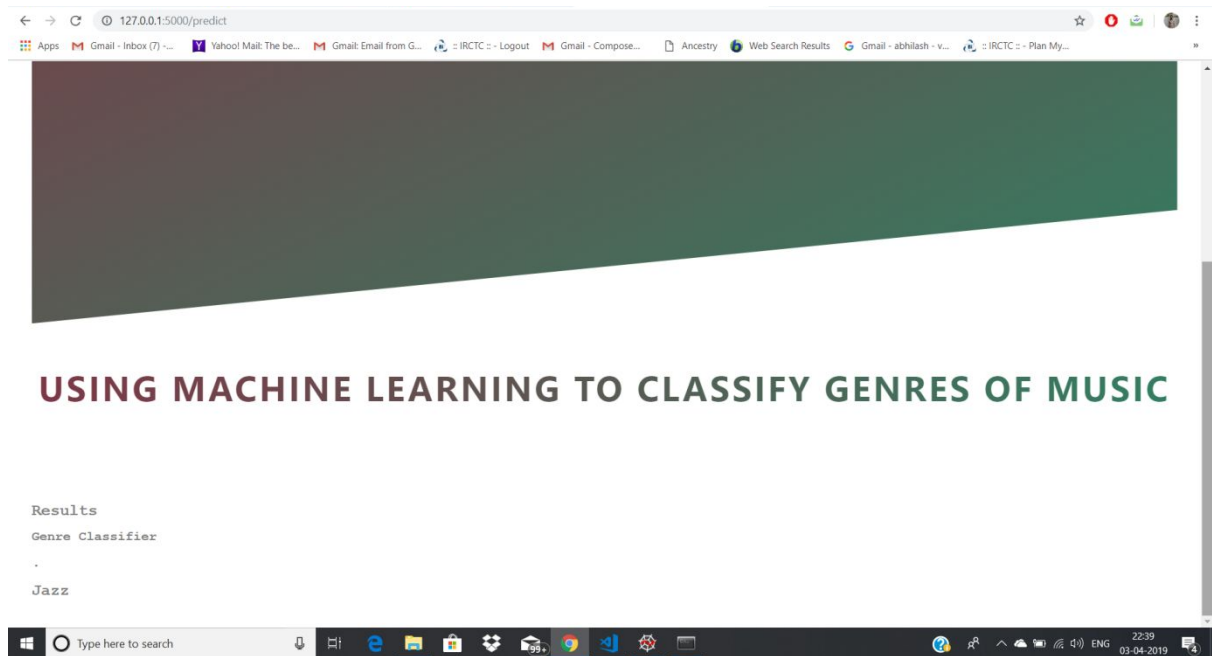 127.0.0.1:5000/predict
Apps
Gmail - Inbox (7) -...
Yahoo! Mail: The be...
Gmail: Email from G...
:: IRCTC :: - Logout
Gmail - Compose...
Ancestry
Web Search Results
Gmail - abhilash - v...
:: IRCTC :: - Plan My...
USING MACHINE LEARNING TO CLASSIFY GENRES OF MUSIC
Results
Genre Classifier
.
Jazz
Type here to search
99+
ENG
22:39
03-04-2019
4